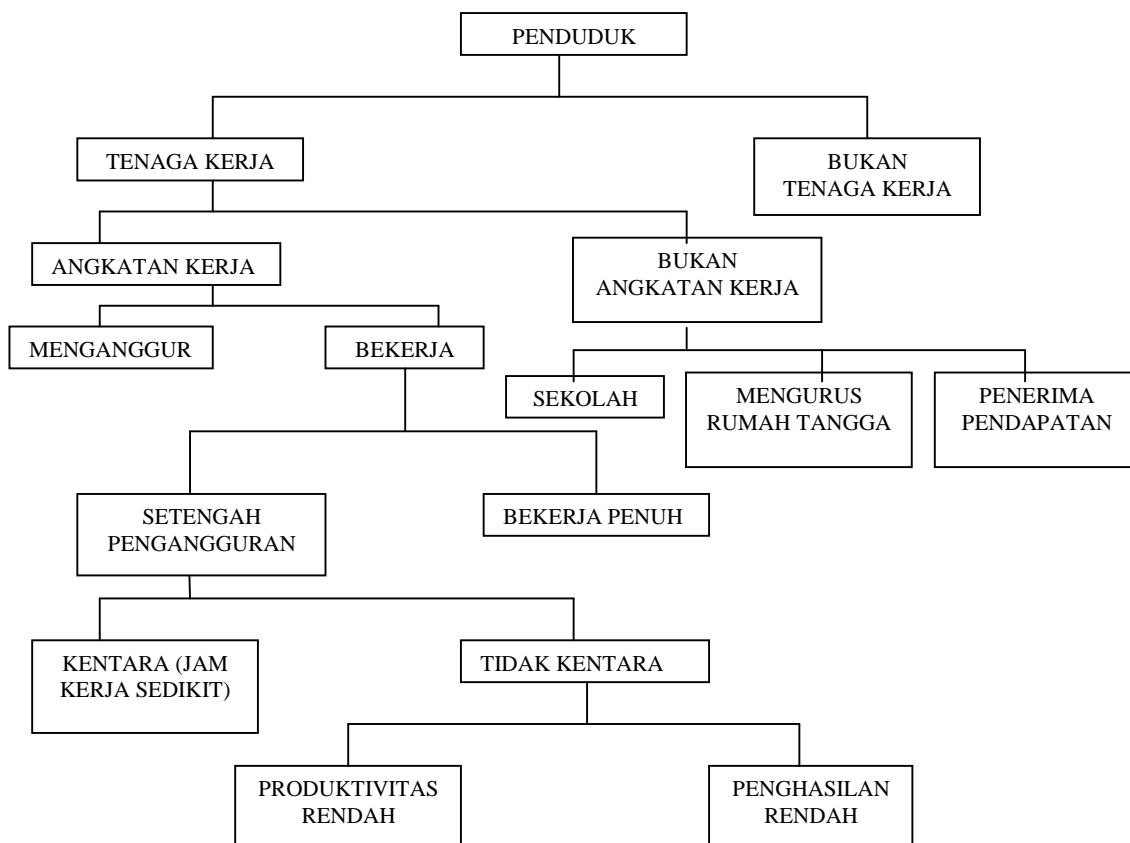 PENDUDUK
TENAGA KERJA
BUKAN
TENAGA KERJA
ANGKATAN KERJA
BUKAN
ANGKATAN KERJA
MENGANGGUR
BEKERJA
SEKOLAH
MENGURUS
RUMAH TANGGA
PENERIMA
PENDAPATAN
SETENGAH
PENGANGGURAN
BEKERJA PENUH
KENTARA (JAM
KERJA SEDIKIT)
TIDAK KENTARA
PRODUKTIVITAS
RENDAH
PENGHASILAN
RENDAH